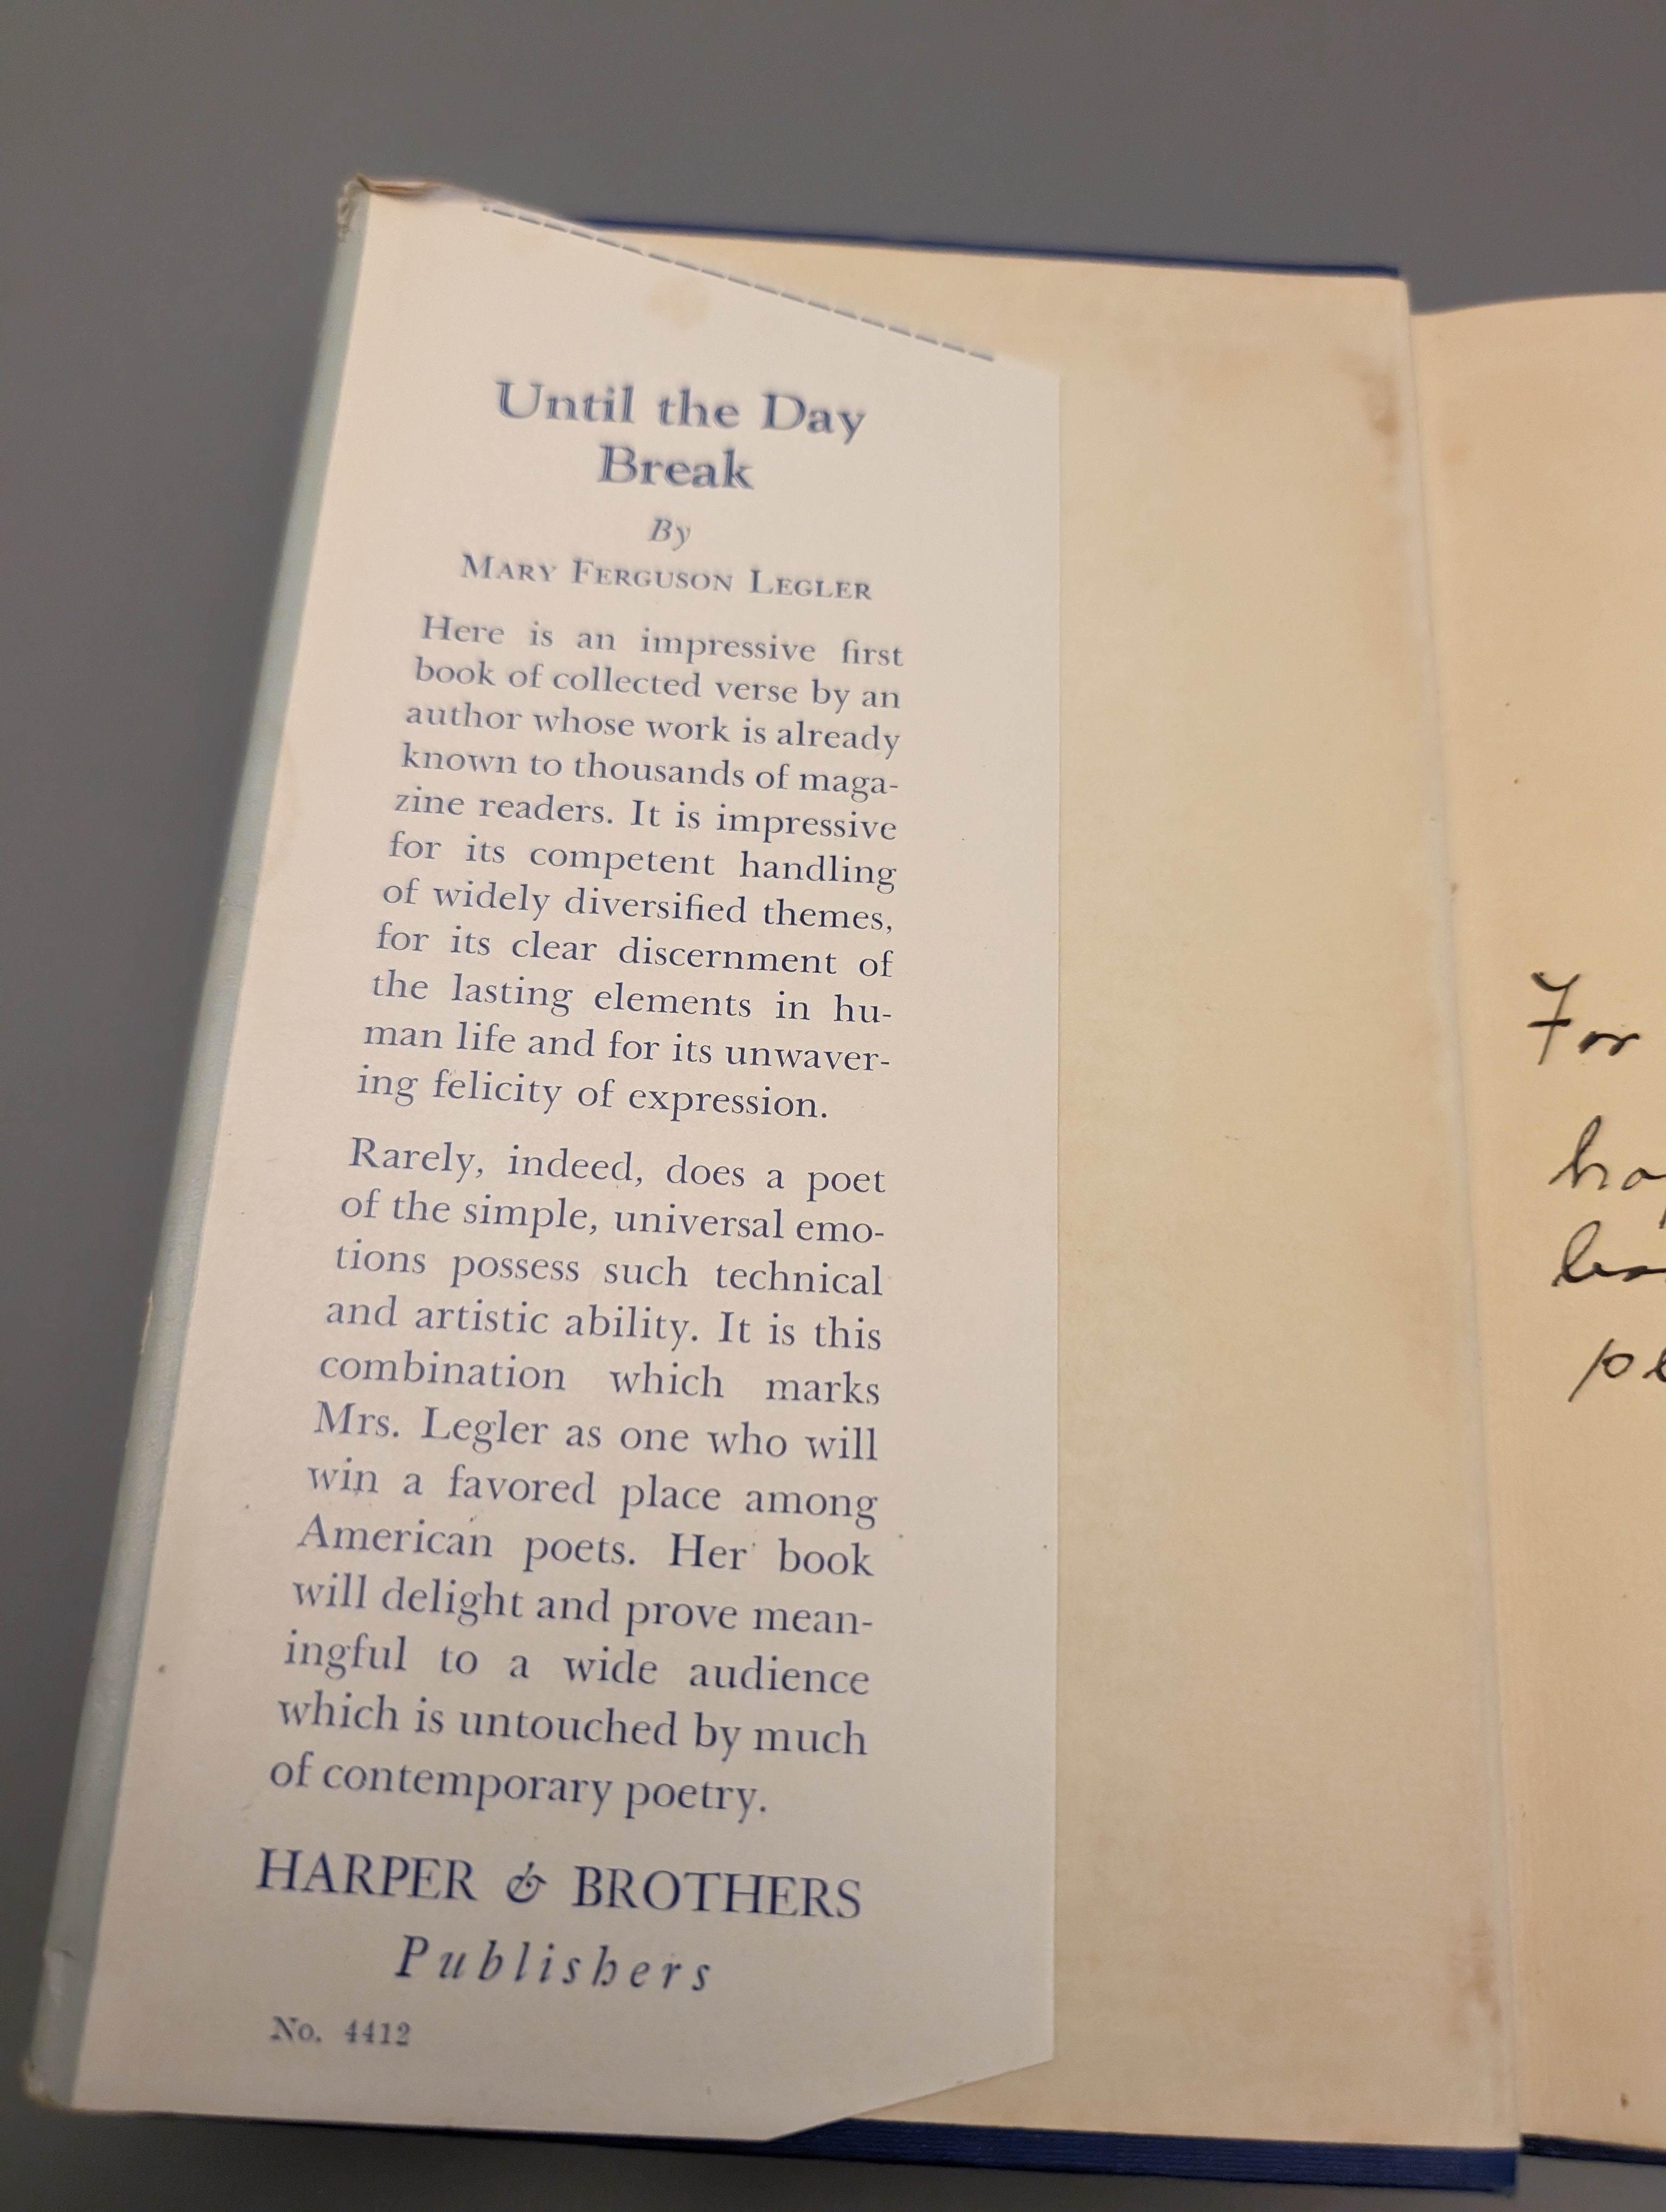 Until the Day
Break
By
MARY FERGUSON LEGLER
Here is an impressive first
book of collected verse by an
author whose work is already
known to thousands of maga-
zine readers. It is impressive
for its competent handling
of widely diversified themes,
for its clear discernment of
the lasting elements in hu-
man life and for its unwaver-
ing felicity of expression.
Rarely, indeed, does a poet
of the simple, universal emo-
tions possess such technical
and artistic ability. It is this
combination which marks
Mrs. Legler as one who will
win a favored place among
American poets. Her book
will delight and prove mean-
ingful to a wide audience
which is untouched by much
of contemporary poetry.
HARPER & BROTHERS
Publishers
No. 4412
For